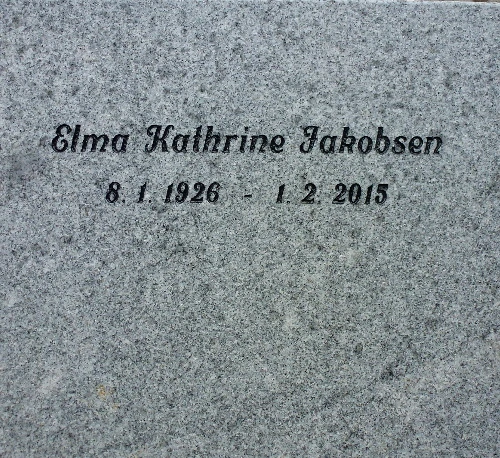 Elma Kathrine Jakobsen
8. 1. 1926 - 1. 2. 2015